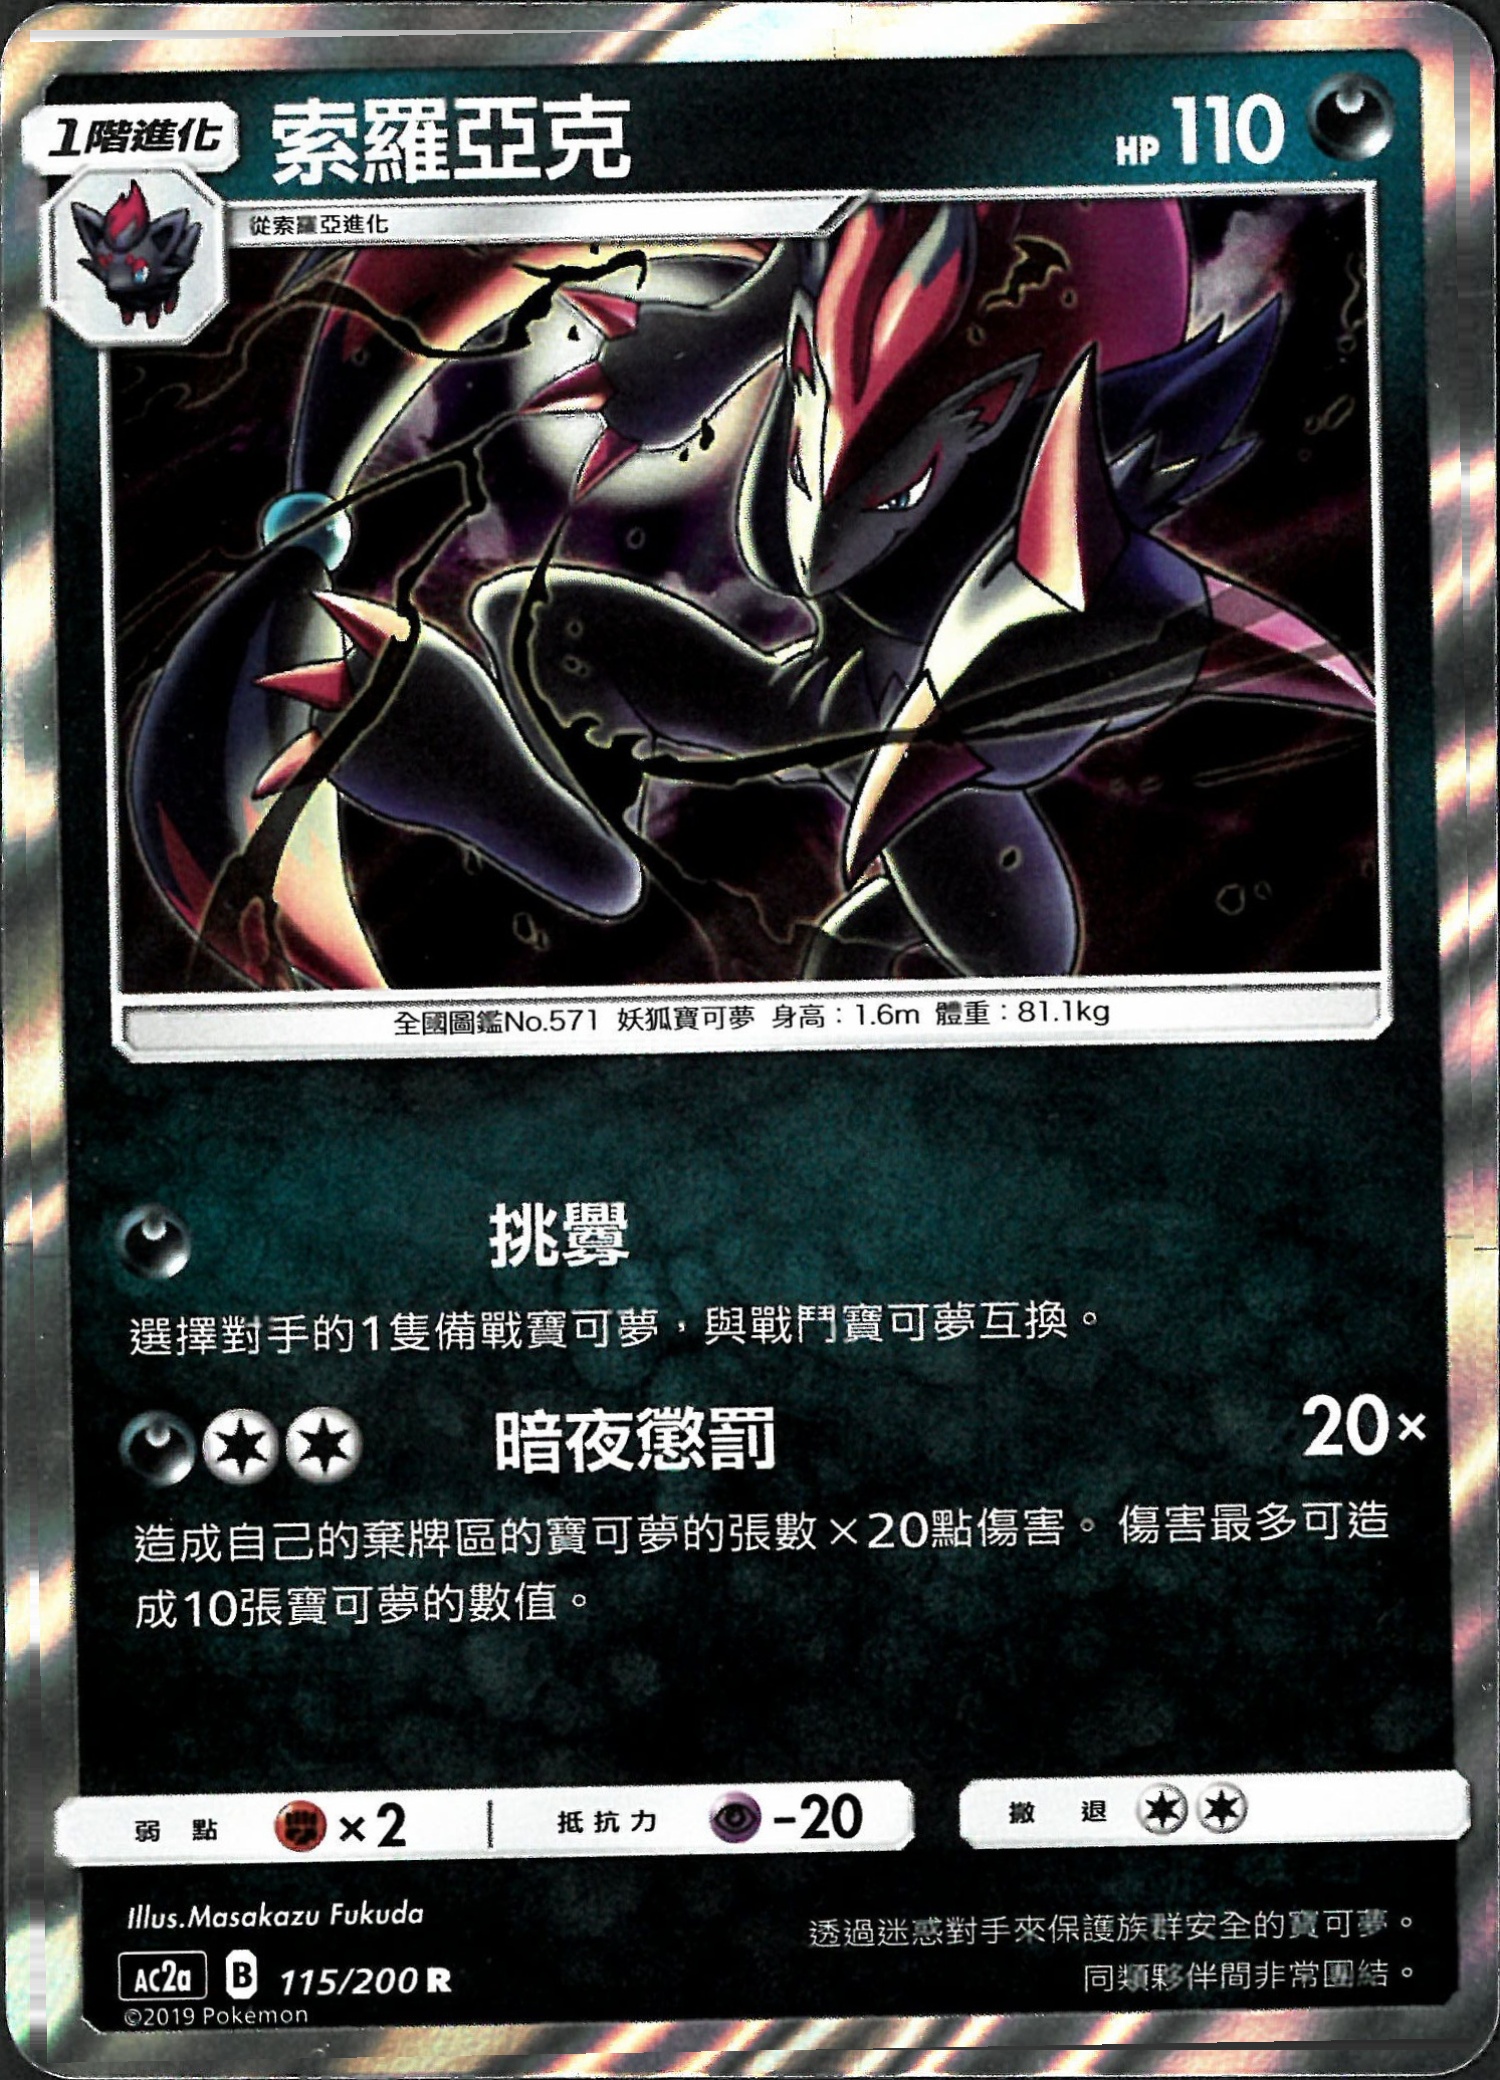 1階進化
索羅亞克
HP 110
從索羅亞進化
全國圖鑑No.571 妖狐寶可夢 身高：1.6m 體重：81.1kg
挑釁
選擇對手的1隻備戰寶可夢，與戰鬥寶可夢互換。
暗夜懲罰 20×
造成自己的棄牌區的寶可夢的張數×20點傷害。傷害最多可造
成10張寶可夢的數值。
弱點 ×2 抵抗力 -20 撤退
Illus.Masakazu Fukuda
透過迷惑對手來保護族群安全的寶可夢。
同類夥伴間非常團結。
AC2a B 115/200 R
©2019 Pokémon